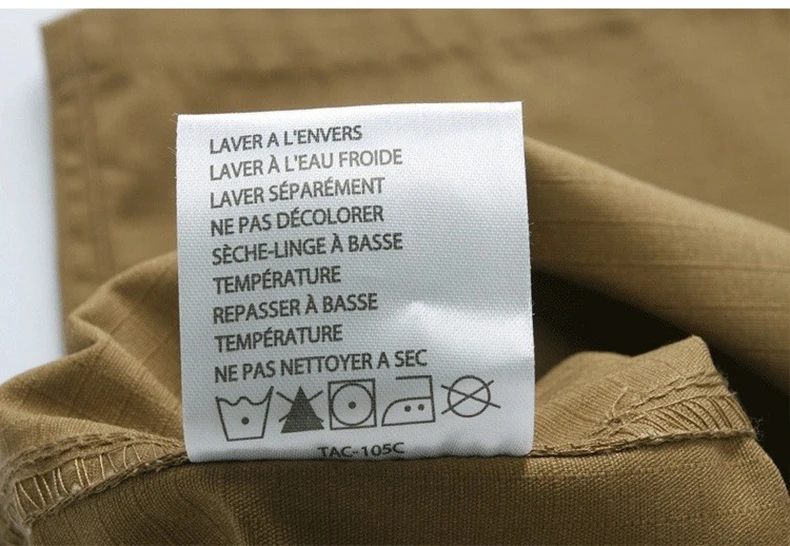 LAVER A L'ENVERS
LAVER À L'EAU FROIDE
LAVER SÉPARÉMENT
NE PAS DÉCOLORER
SÈCHE-LINGE À BASSE
TEMPÉRATURE
REPASSER À BASSE
TEMPÉRATURE
NE PAS NETTOYER A SEC
TAC-105C